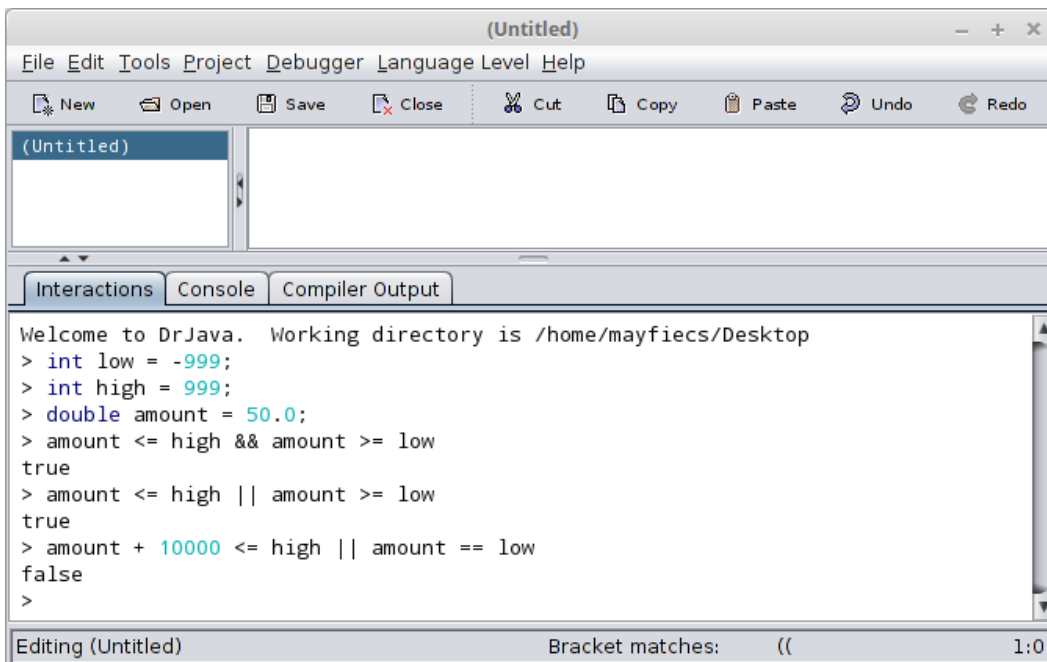 (Untitled)
File Edit Tools Project Debugger Language Level Help
New Open Save Close Cut Copy Paste Undo Redo
(Untitled)
Interactions Console Compiler Output
Welcome to DrJava.  Working directory is /home/mayfiecs/Desktop
> int low = -999;
> int high = 999;
> double amount = 50.0;
> amount <= high && amount >= low
true
> amount <= high || amount >= low
true
> amount + 10000 <= high || amount == low
false
>
Editing (Untitled) Bracket matches: (( 1:0